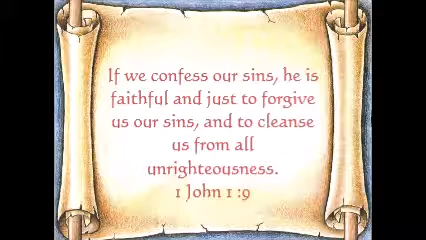 If we confess our sins, he is
faithful and just to forgive
us our sins, and to cleanse
us from all
unrighteousness.
1 John 1 :9